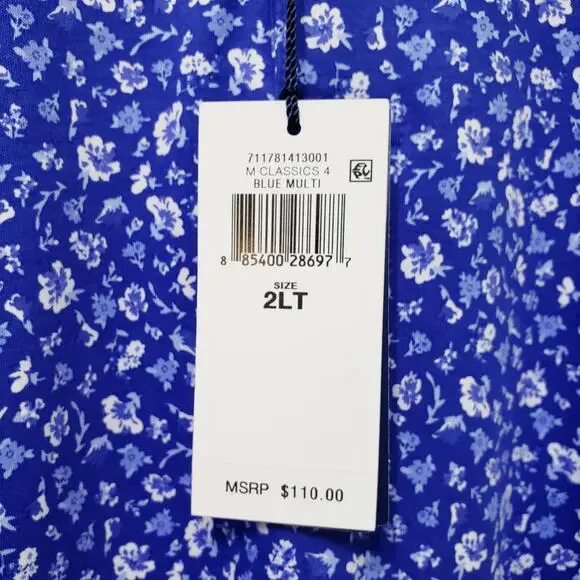 711781413001
M CLASSICS 4
BLUE MULTI
8 85400 28697 7
SIZE
2LT
MSRP $110.00